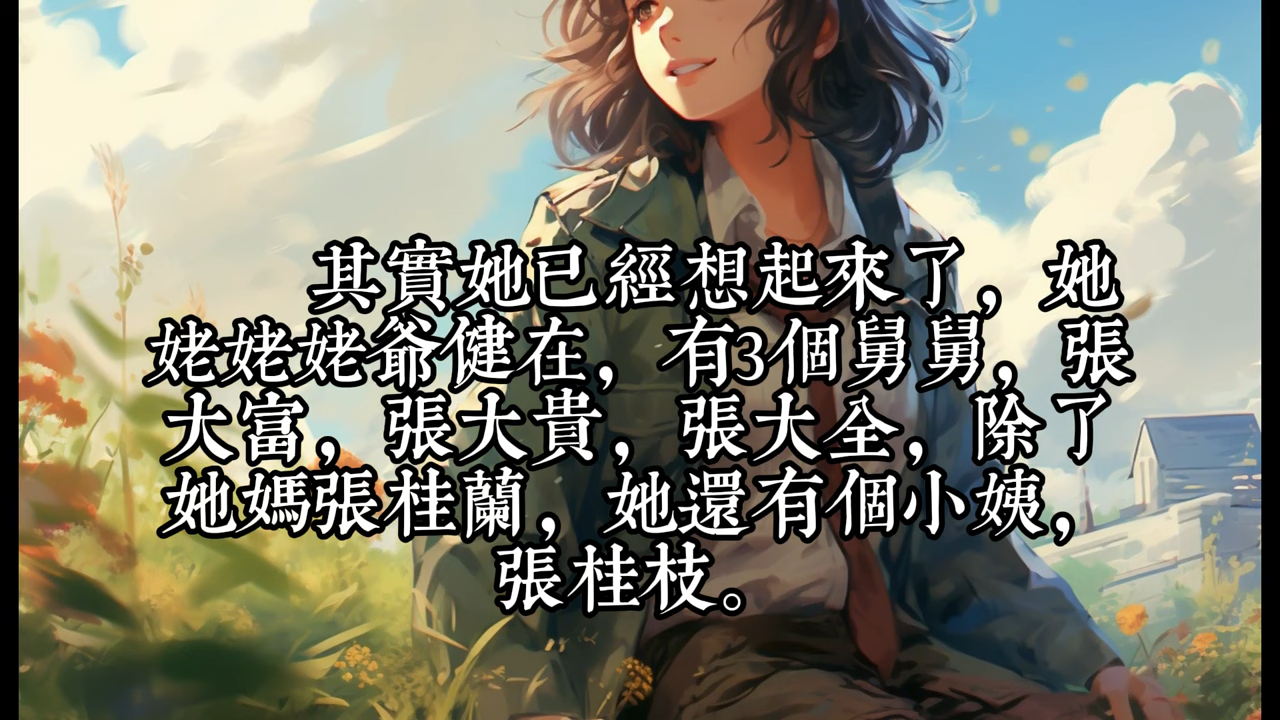 其實她已經想起來了，她
姥姥姥爺健在，有3個舅舅，張
大富，張大貴，張大全，除了
她媽張桂蘭，她還有個小姨，
張桂枝。